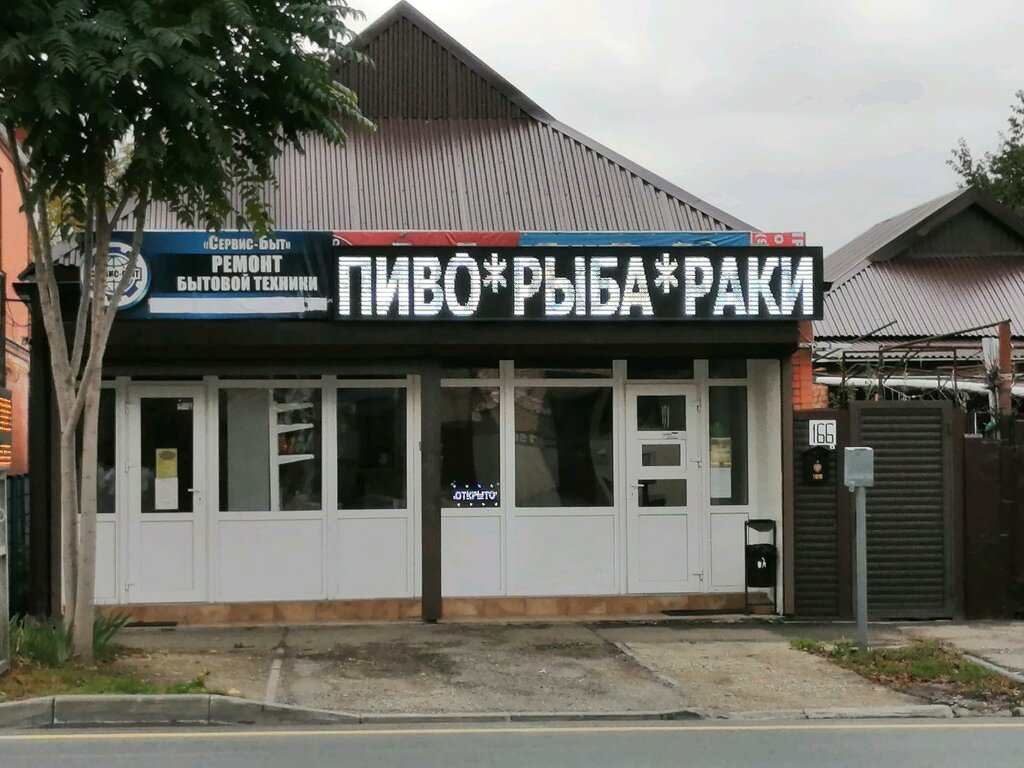 «Сервис-Быт»
РЕМОНТ
БЫТОВОЙ ТЕХНИКИ
ПИВО*РЫБА*РАКИ
ОТКРЫТО
166